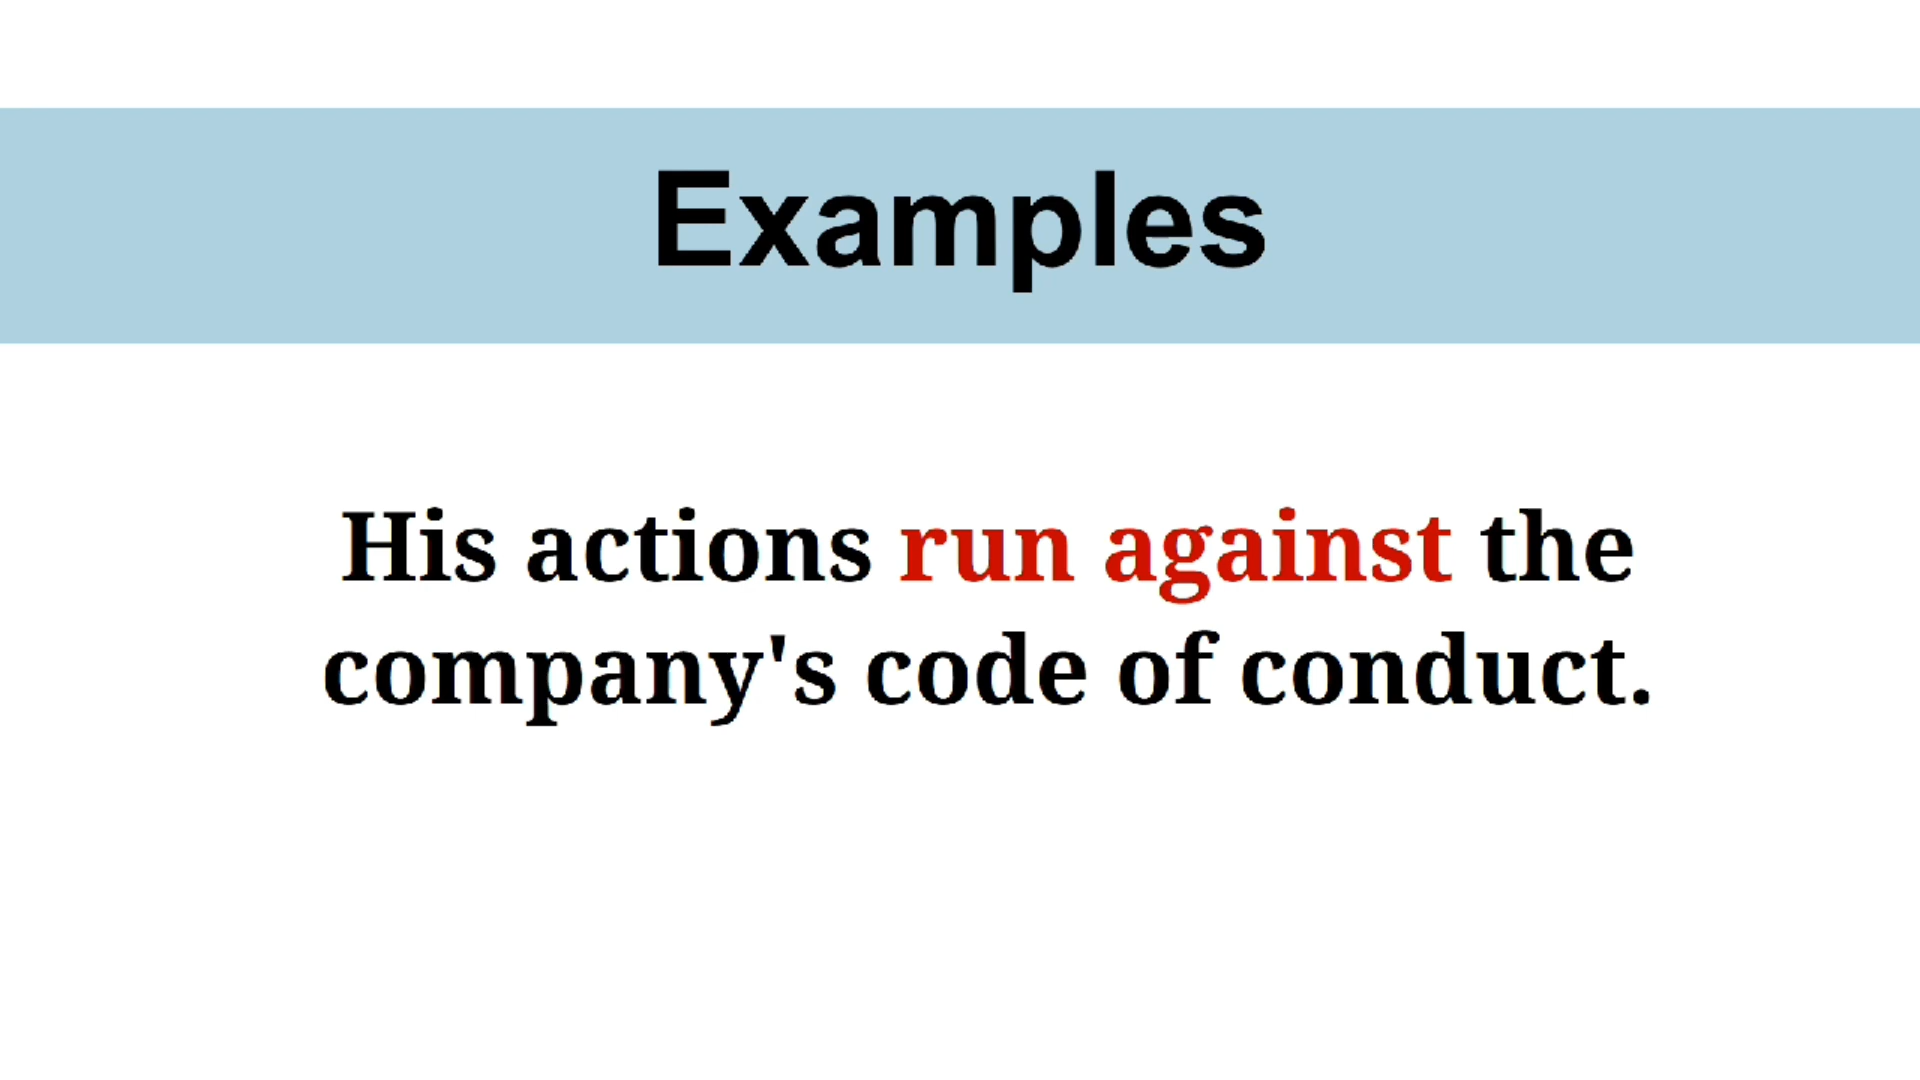 Examples
His actions run against the
company's code of conduct.